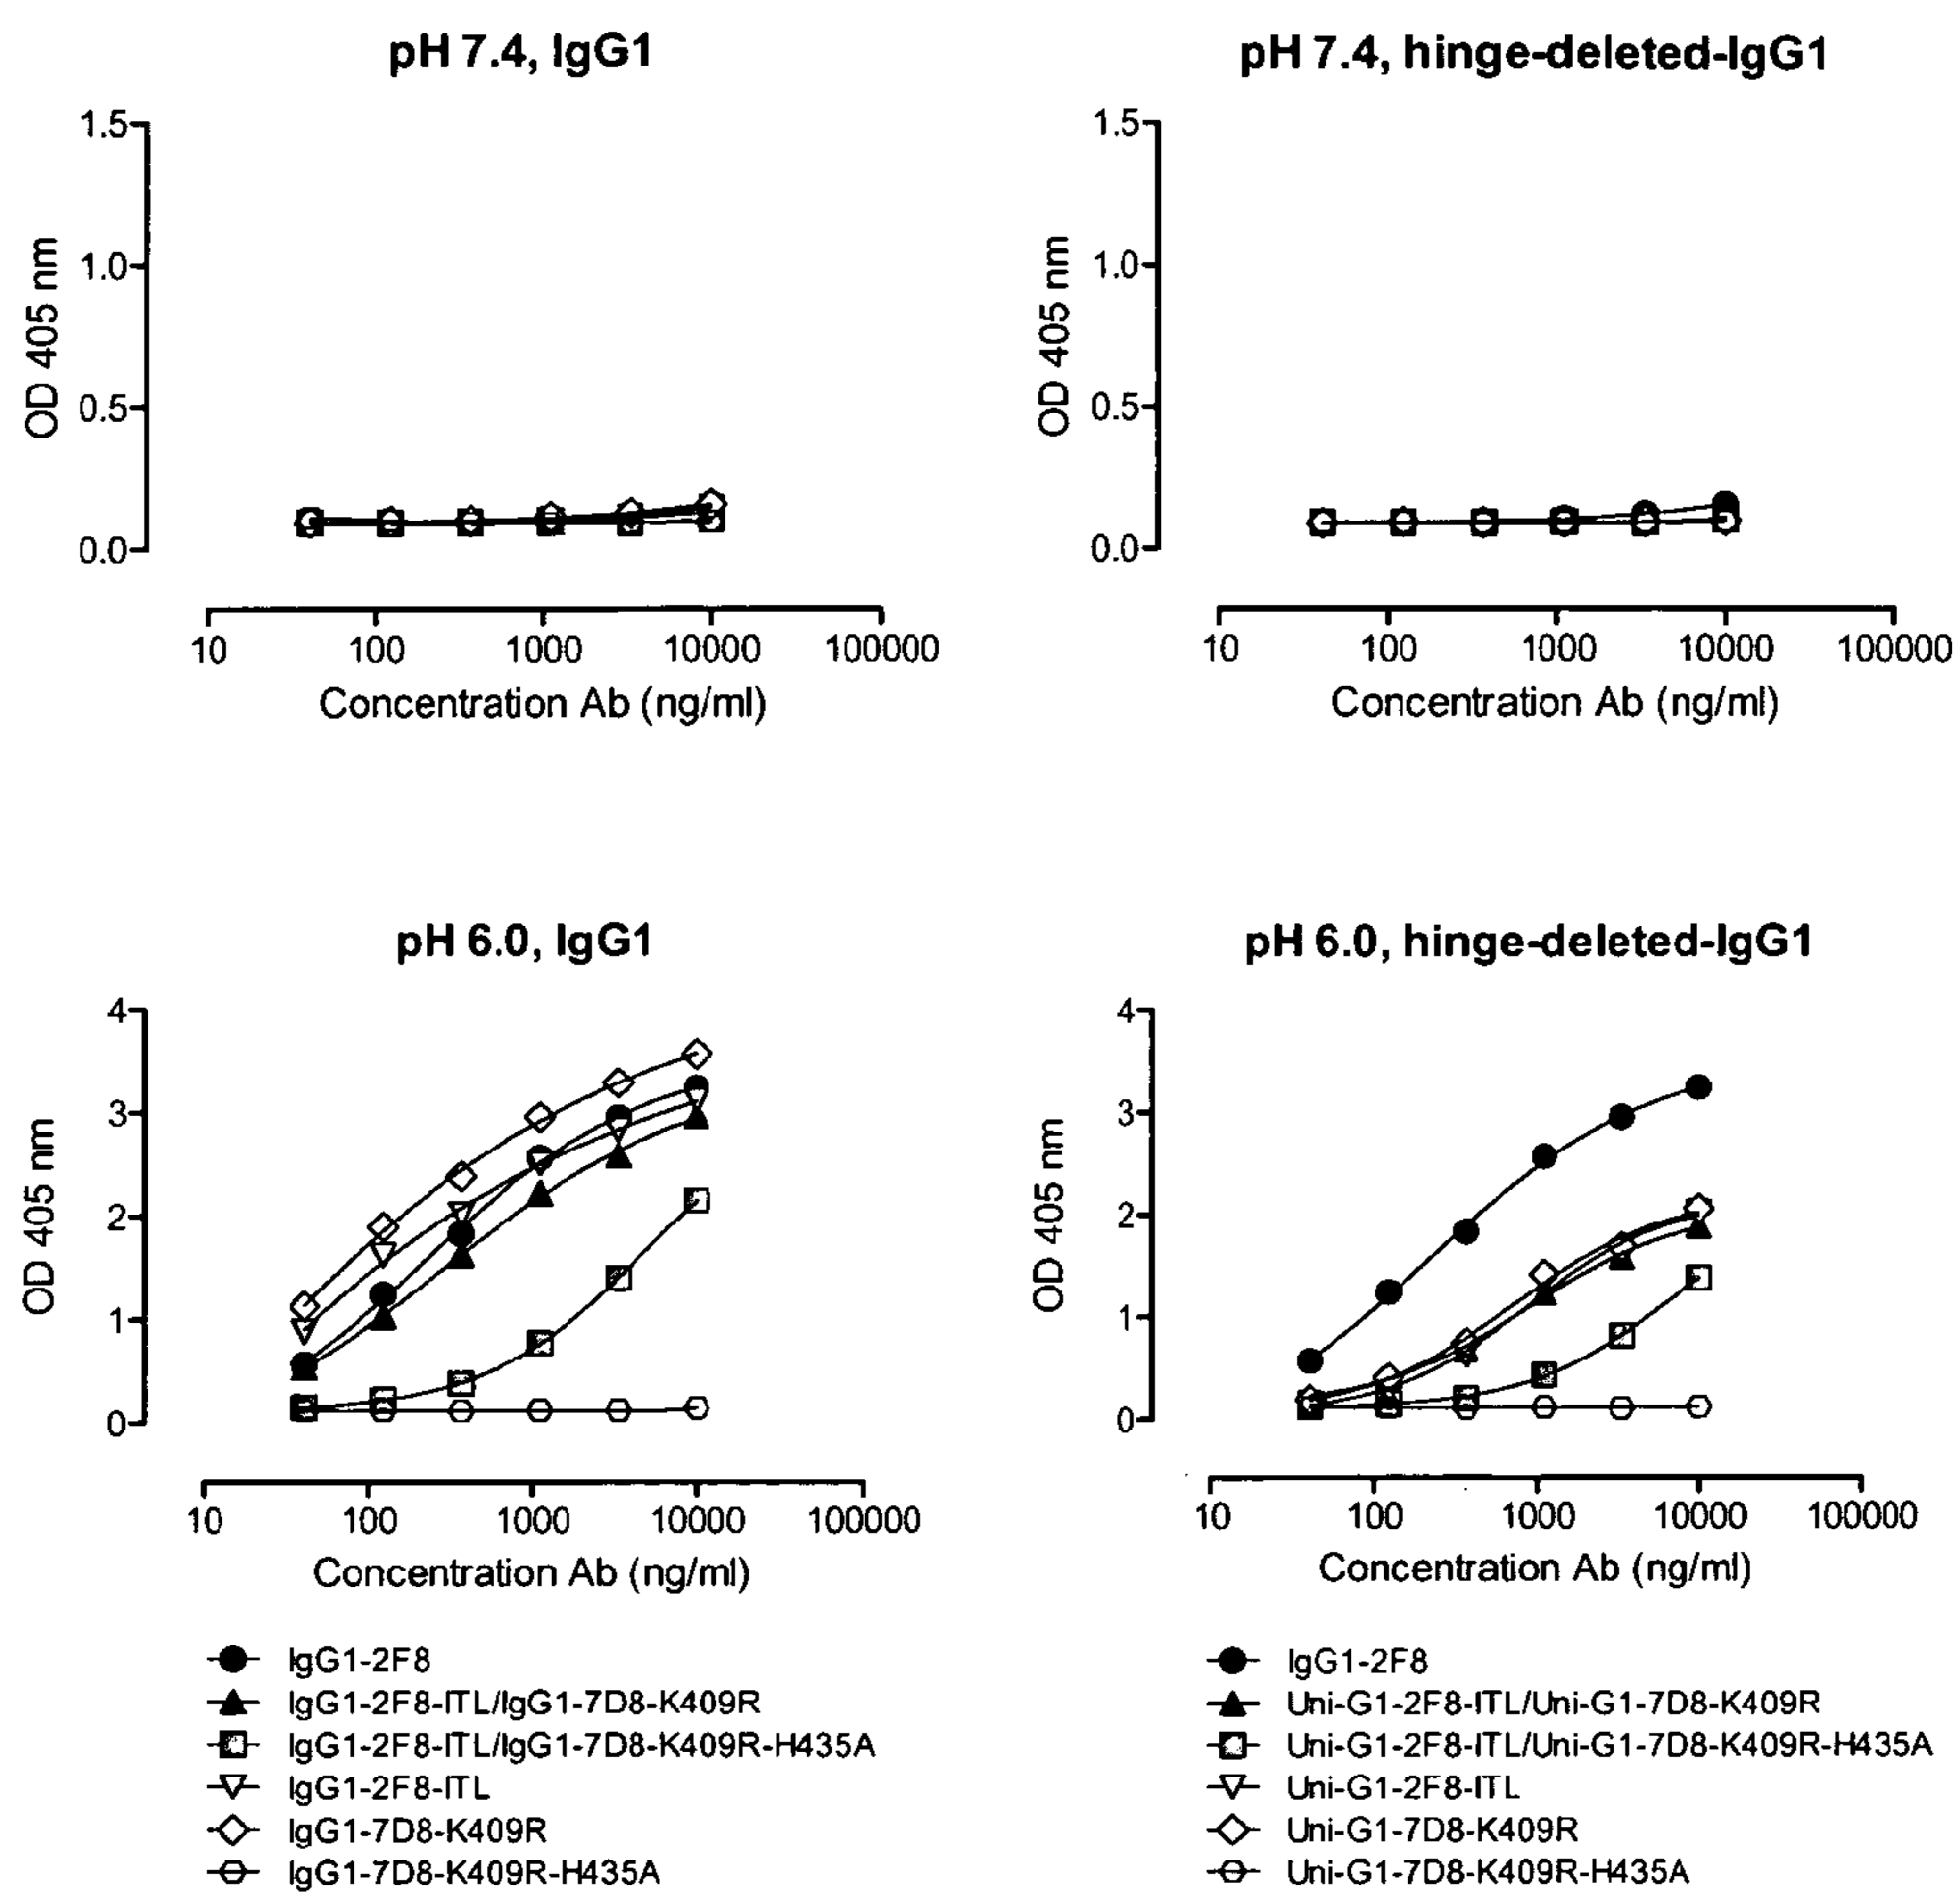 pH 7.4, IgG1
1.5
1.0
0.5
0.0
OD 405 nm
10 100 1000 10000 100000
Concentration Ab (ng/ml)
pH 7.4, hinge-deleted-IgG1
1.5
1.0
0.5
0.0
OD 405 nm
10 100 1000 10000 100000
Concentration Ab (ng/ml)
pH 6.0, IgG1
4
3
2
1
0
OD 405 nm
10 100 1000 10000 100000
Concentration Ab (ng/ml)
IgG1-2F8
IgG1-2F8-ITL/IgG1-7D8-K409R
IgG1-2F8-ITL/IgG1-7D8-K409R-H435A
IgG1-2F8-ITL
IgG1-7D8-K409R
IgG1-7D8-K409R-H435A
pH 6.0, hinge-deleted-IgG1
4
3
2
1
0
OD 405 nm
10 100 1000 10000 100000
Concentration Ab (ng/ml)
IgG1-2F8
Uni-G1-2F8-ITL/Uni-G1-7D8-K409R
Uni-G1-2F8-ITL/Uni-G1-7D8-K409R-H435A
Uni-G1-2F8-ITL
Uni-G1-7D8-K409R
Uni-G1-7D8-K409R-H435A